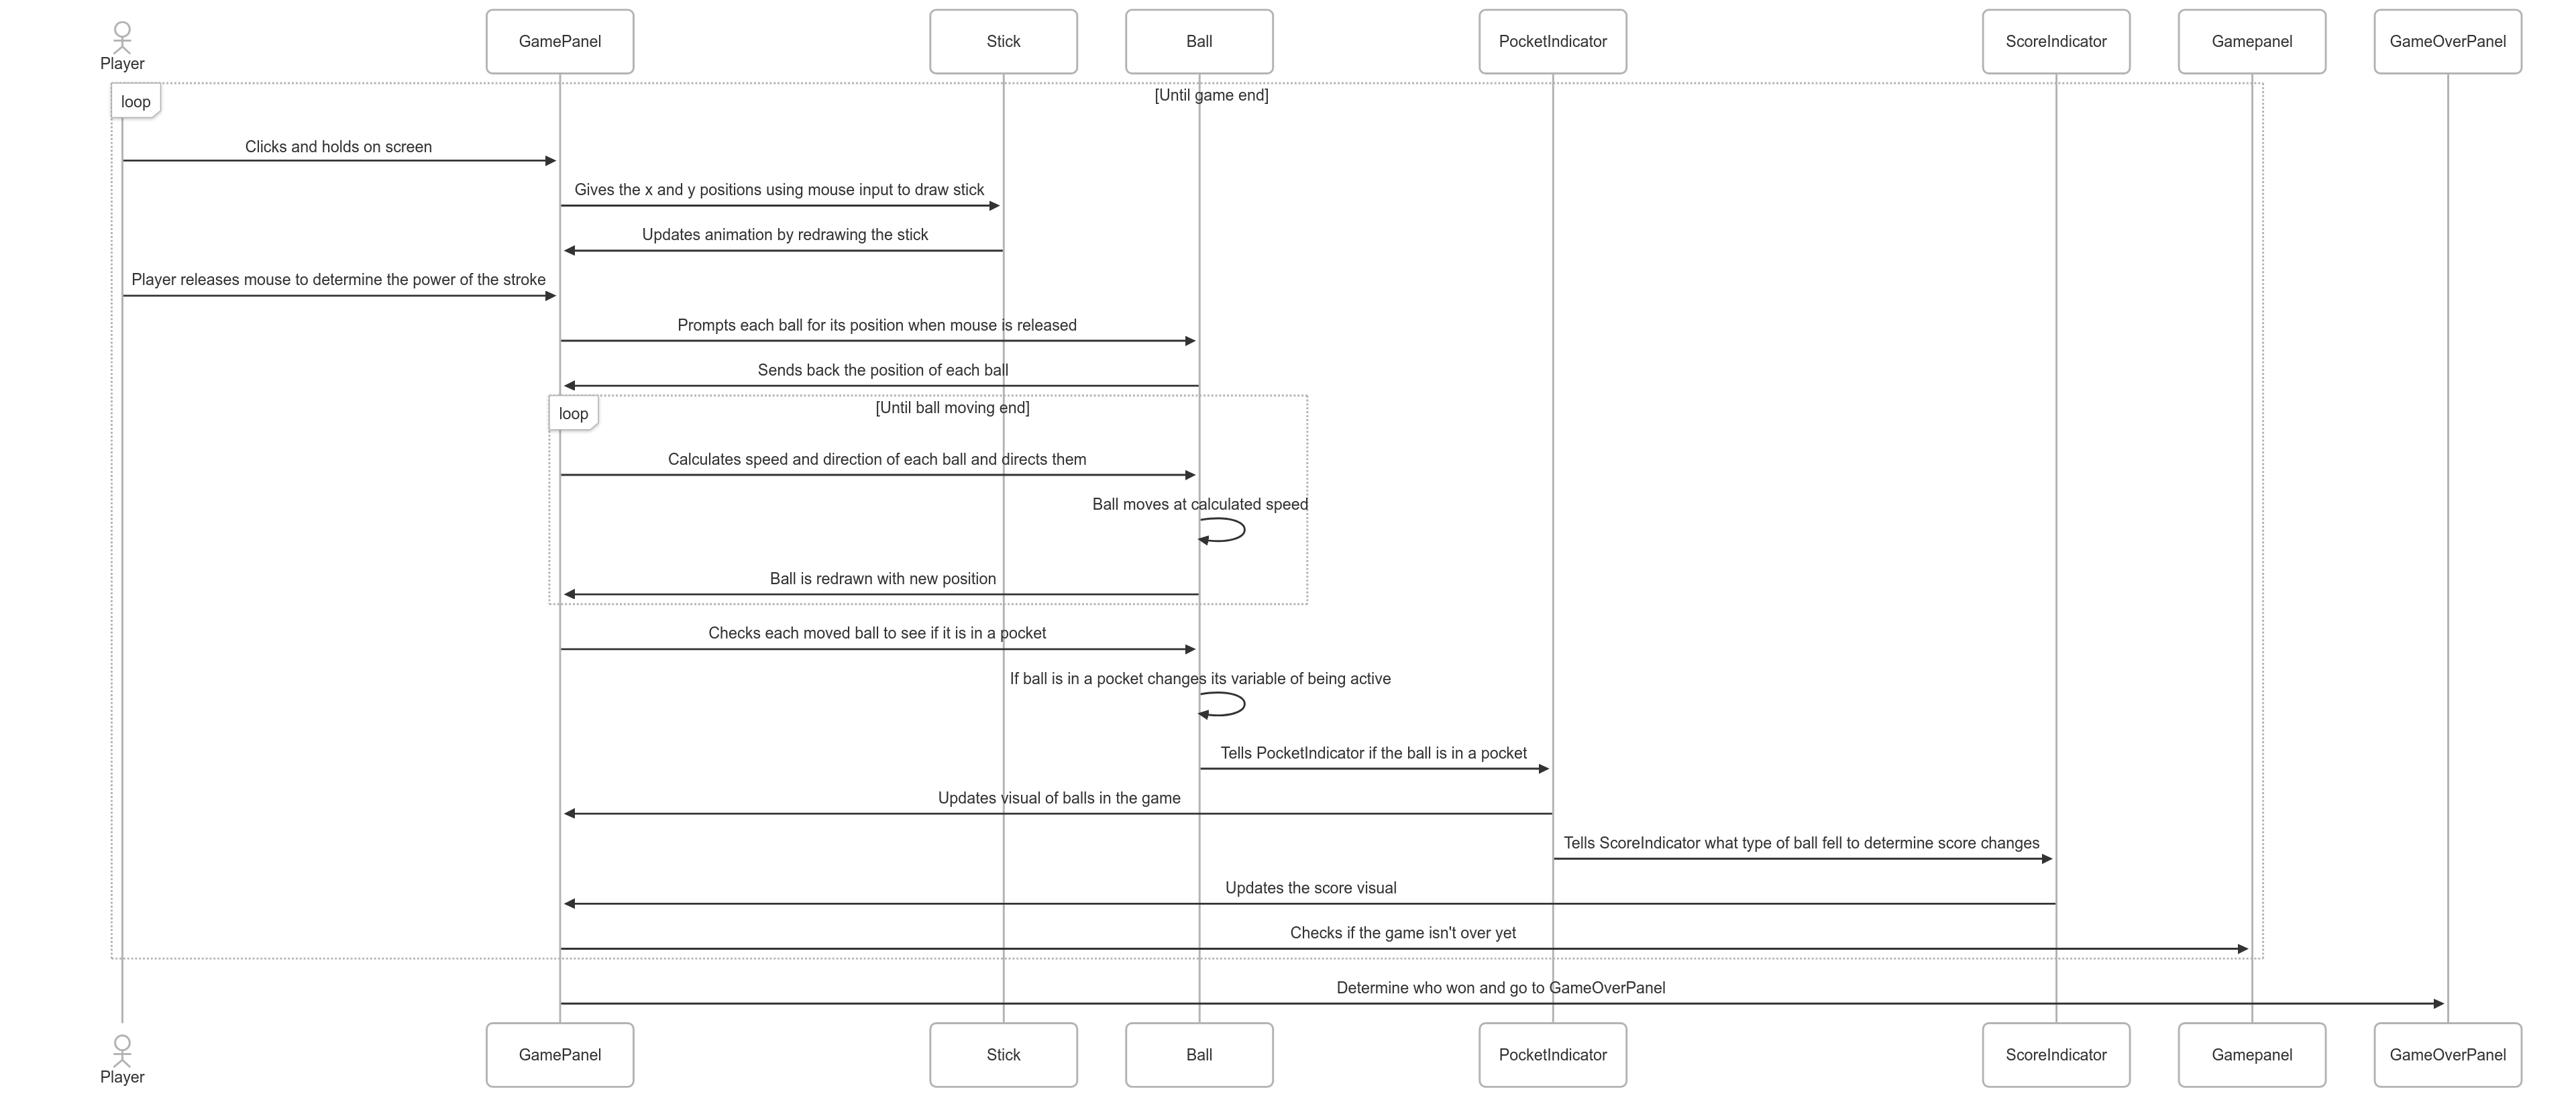 Player
GamePanel
Stick
Ball
PocketIndicator
ScoreIndicator
Gamepanel
GameOverPanel
loop
[Until game end]
Clicks and holds on screen
Gives the x and y positions using mouse input to draw stick
Updates animation by redrawing the stick
Player releases mouse to determine the power of the stroke
Prompts each ball for its position when mouse is released
Sends back the position of each ball
loop
[Until ball moving end]
Calculates speed and direction of each ball and directs them
Ball moves at calculated speed
Ball is redrawn with new position
Checks each moved ball to see if it is in a pocket
If ball is in a pocket changes its variable of being active
Tells PocketIndicator if the ball is in a pocket
Updates visual of balls in the game
Tells ScoreIndicator what type of ball fell to determine score changes
Updates the score visual
Checks if the game isn't over yet
Determine who won and go to GameOverPanel
Player
GamePanel
Stick
Ball
PocketIndicator
ScoreIndicator
Gamepanel
GameOverPanel